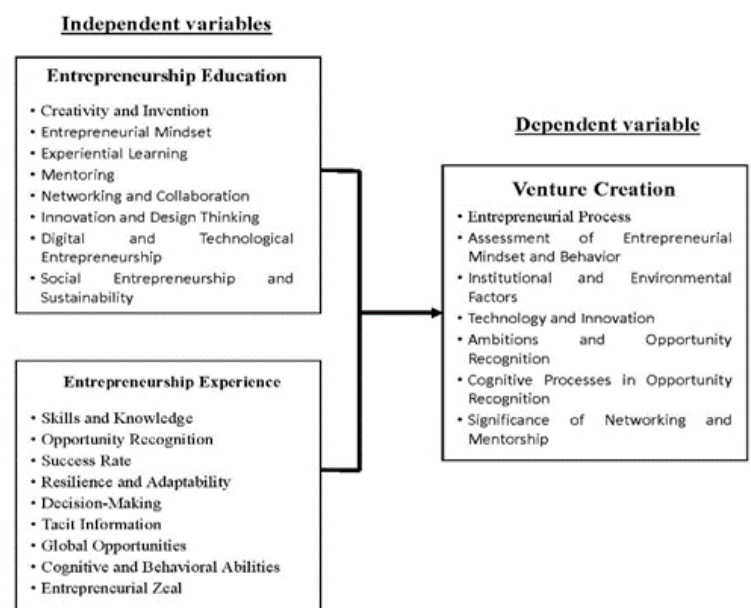 Independent variables
Entrepreneurship Education
• Creativity and Invention
• Entrepreneurial Mindset
• Experiential Learning
• Mentoring
• Networking and Collaboration
• Innovation and Design Thinking
• Digital and Technological
Entrepreneurship
• Social Entrepreneurship and
Sustainability
Entrepreneurship Experience
• Skills and Knowledge
• Opportunity Recognition
• Success Rate
• Resilience and Adaptability
• Decision-Making
• Tacit Information
• Global Opportunities
• Cognitive and Behavioral Abilities
• Entrepreneurial Zeal
Dependent variable
Venture Creation
• Entrepreneurial Process
• Assessment of Entrepreneurial
Mindset and Behavior
• Institutional and Environmental
Factors
• Technology and Innovation
• Ambitions and Opportunity
Recognition
• Cognitive Processes in Opportunity
Recognition
• Significance of Networking and
Mentorship